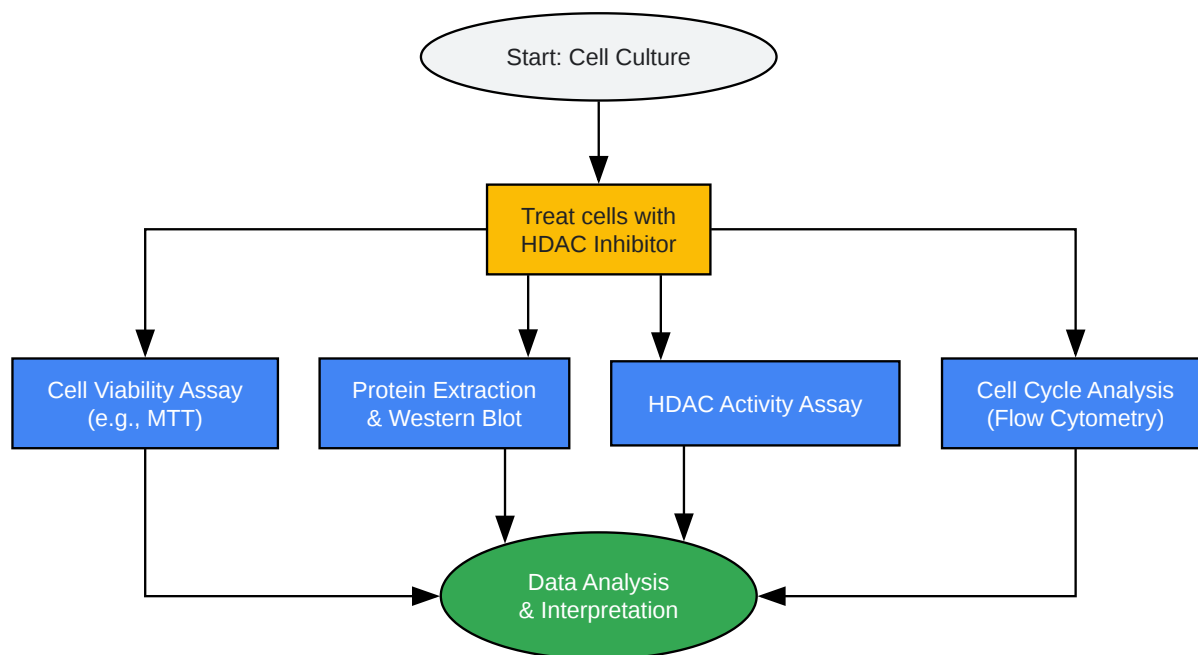 Start: Cell Culture
Treat cells with
HDAC Inhibitor
Cell Viability Assay
(e.g., MTT)
Protein Extraction
& Western Blot
HDAC Activity Assay
Cell Cycle Analysis
(Flow Cytometry)
Data Analysis
& Interpretation